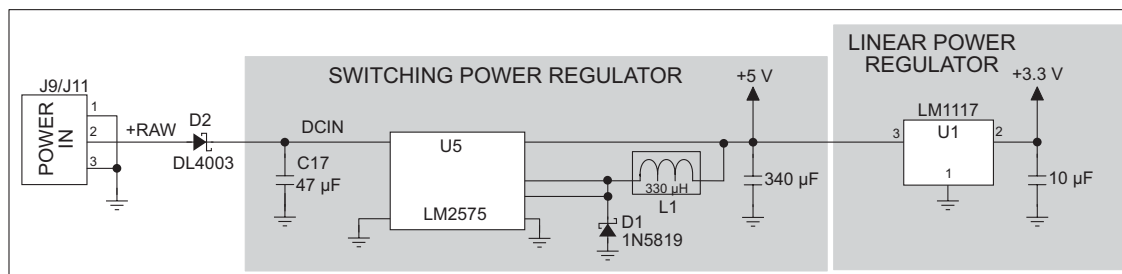 J9/J11
POWER
IN
1
2
3
+RAW
D2
DL4003
SWITCHING POWER REGULATOR
DCIN
C17
47 µF
U5
LM2575
330 µH
L1
D1
1N5819
+5 V
340 µF
LINEAR POWER
REGULATOR
+3.3 V
LM1117
3
U1
2
1
10 µF